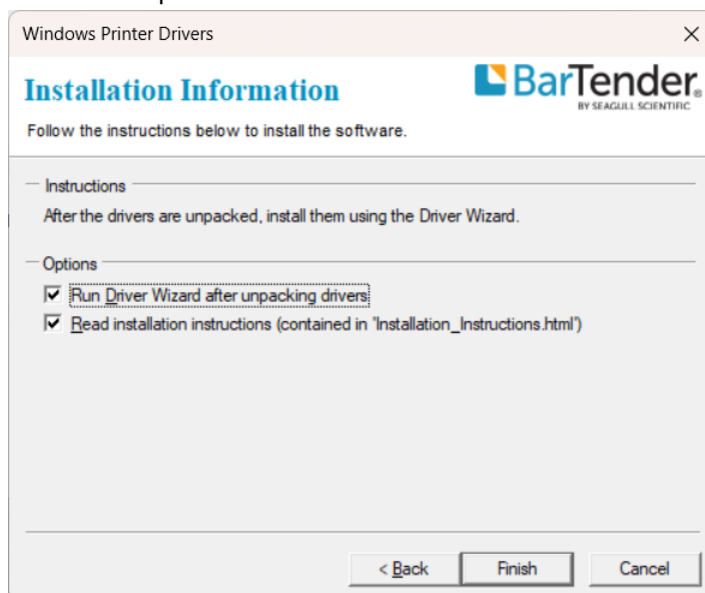 Windows Printer Drivers
Installation Information
BarTender®
BY SEAGULL SCIENTIFIC
Follow the instructions below to install the software.
Instructions
After the drivers are unpacked, install them using the Driver Wizard.
Options
Run Driver Wizard after unpacking drivers
Read installation instructions (contained in 'Installation_Instructions.html')
< Back
Finish
Cancel